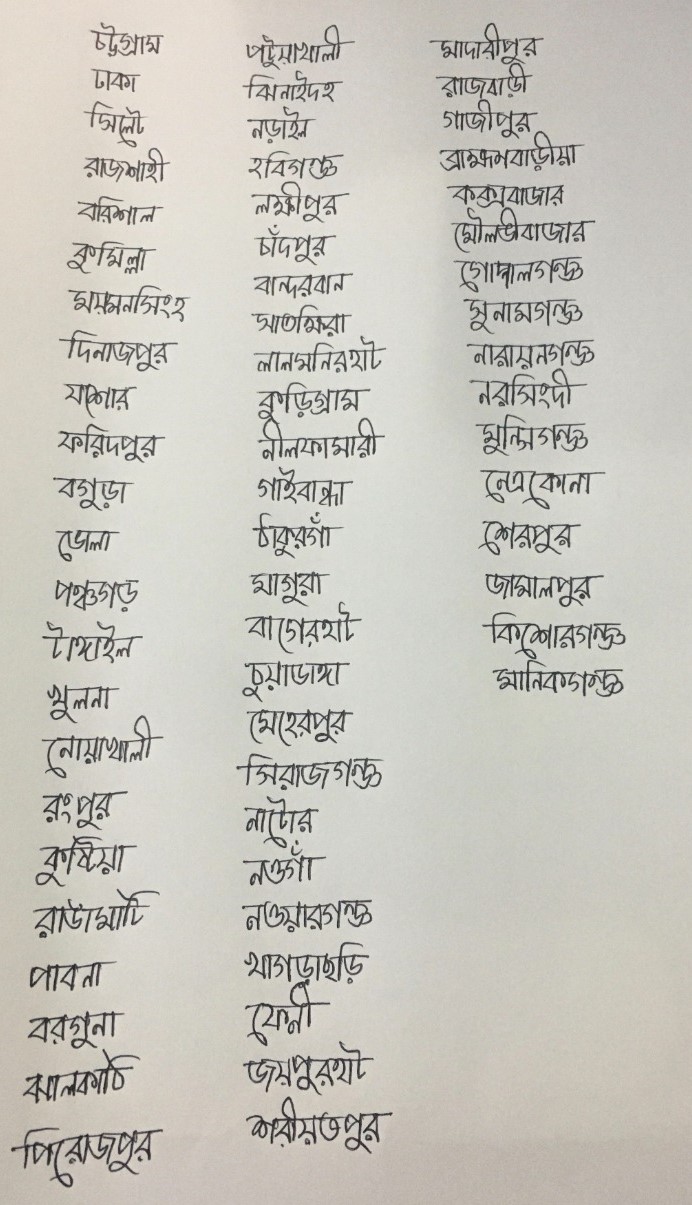 চট্টগ্রাম
ঢাকা
সিলেট
রাজশাহী
বরিশাল
কুমিল্লা
ময়মনসিংহ
দিনাজপুর
যশোর
ফরিদপুর
বগুড়া
ভোলা
পঞ্চগড়
টাঙ্গাইল
খুলনা
নোয়াখালী
রংপুর
কুষ্টিয়া
রাঙামাটি
পাবনা
বরগুনা
ঝালকাঠি
পিরোজপুর
পটুয়াখালী
ঝিনাইদহ
নড়াইল
হবিগঞ্জ
লক্ষীপুর
চাঁদপুর
বান্দরবান
সাতক্ষিরা
লালমনিরহাট
কুড়িগ্রাম
নীলফামারী
গাইবান্ধা
ঠাকুরগাঁ
মাগুরা
বাগেরহাট
চুয়াডাঙ্গা
মেহেরপুর
সিরাজগঞ্জ
নাটোর
নওগাঁ
নওয়ারগঞ্জ
খাগড়াছড়ি
ফেনী
জয়পুরহাট
শরীয়তপুর
মাদারীপুর
রাজবাড়ী
গাজীপুর
ব্রাহ্মণবাড়ীয়া
কক্সবাজার
মৌলভীবাজার
গোপালগঞ্জ
সুনামগঞ্জ
নারায়নগঞ্জ
নরসিংদী
মুন্সিগঞ্জ
নেত্রকোনা
শেরপুর
জামালপুর
কিশোরগঞ্জ
মানিকগঞ্জ